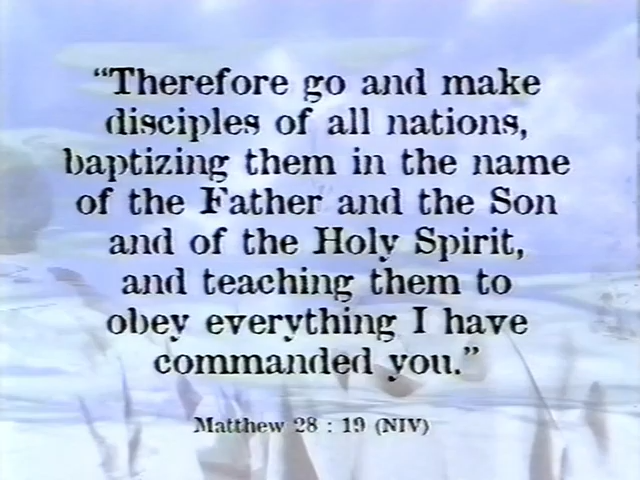 “Therefore go and make
disciples of all nations,
baptizing them in the name
of the Father and the Son
and of the Holy Spirit,
and teaching them to
obey everything I have
commanded you.”
Matthew 28 : 19 (NIV)